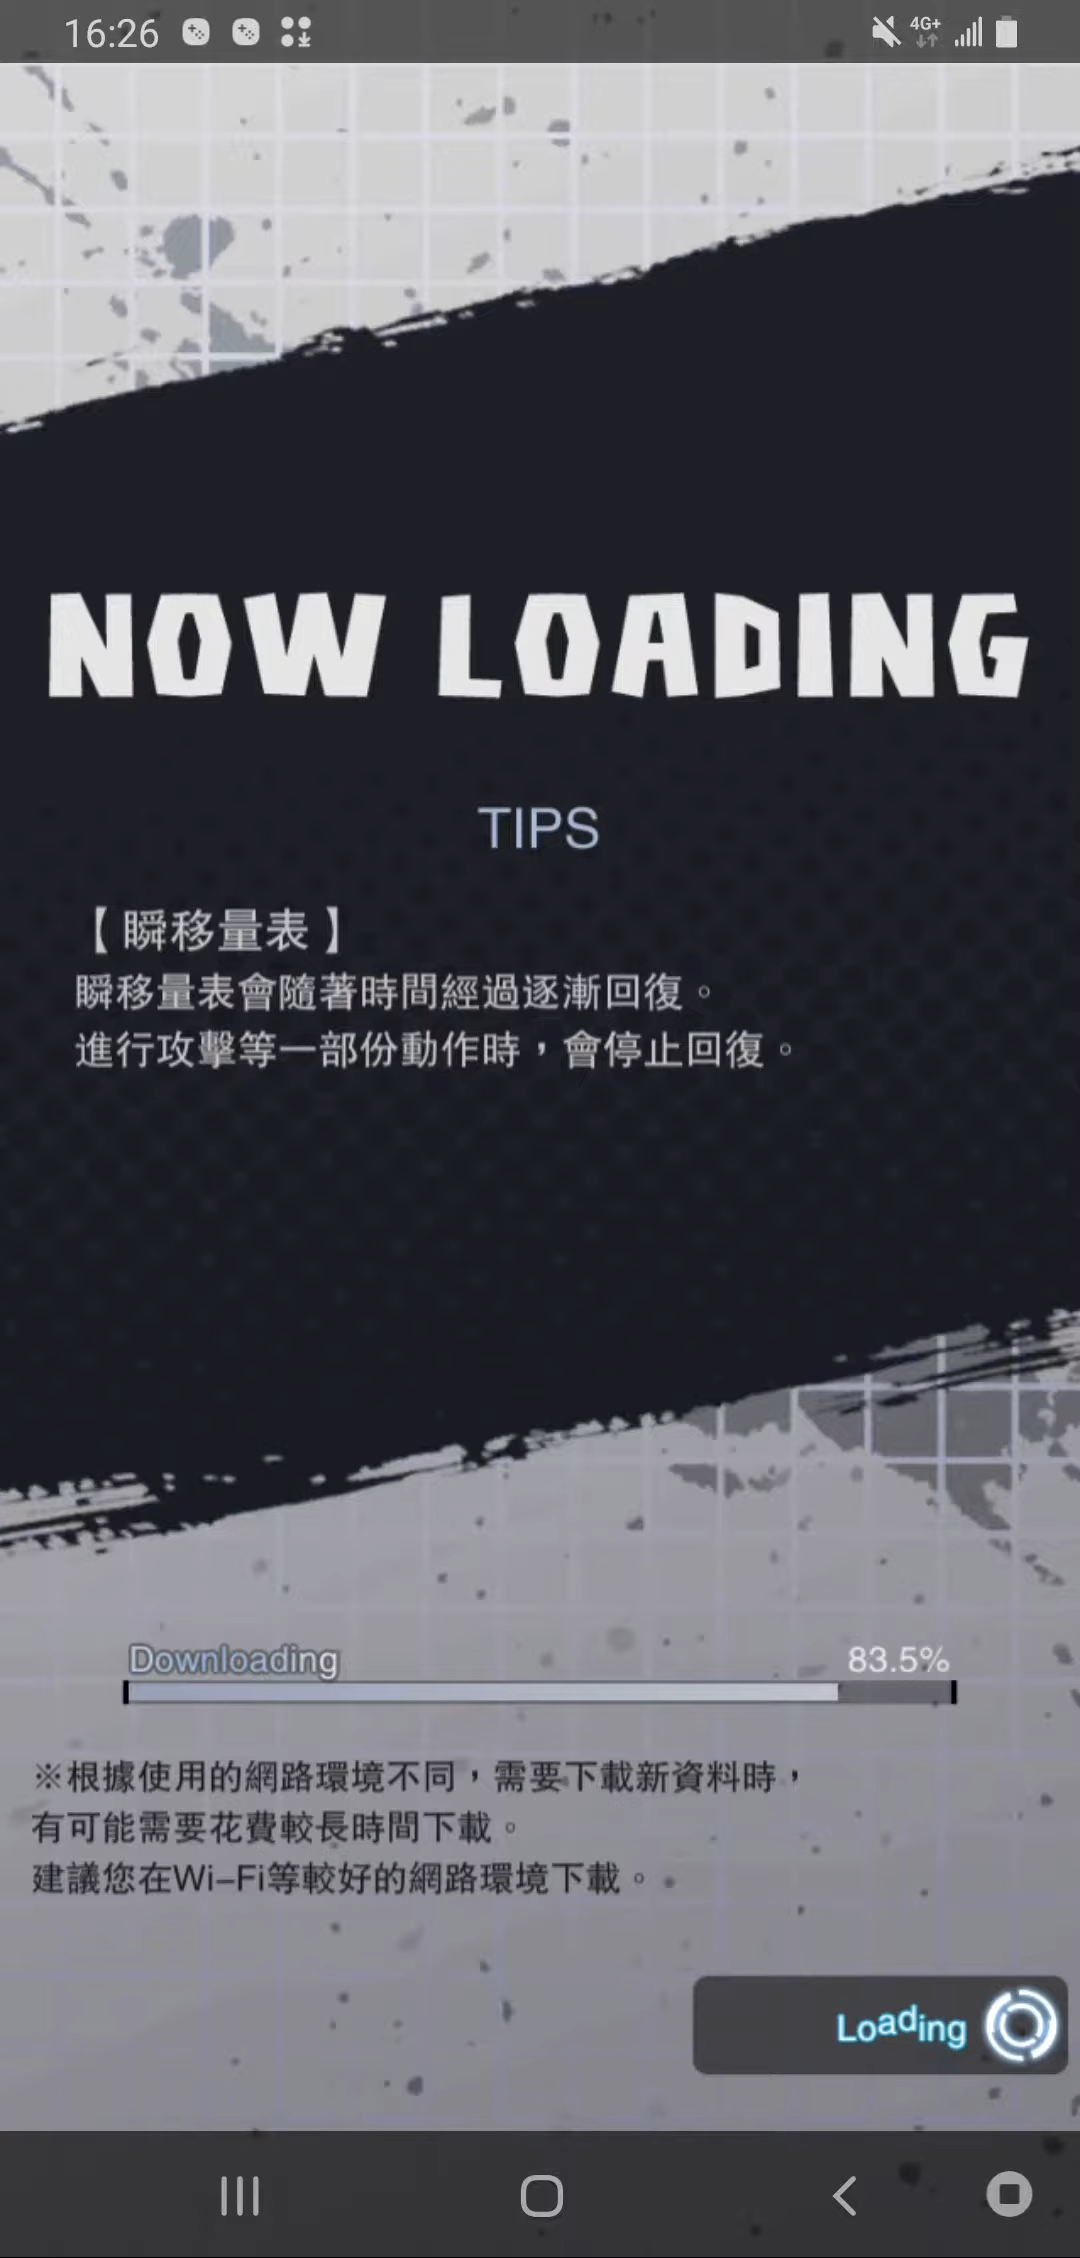 16:26
4G+
NOW LOADING
TIPS
【瞬移量表】
瞬移量表會隨著時間經過逐漸回復。
進行攻擊等一部份動作時，會停止回復。
Downloading 83.5%
※根據使用的網路環境不同，需要下載新資料時，
有可能需要花費較長時間下載。
建議您在Wi-Fi等較好的網路環境下載。
Loading